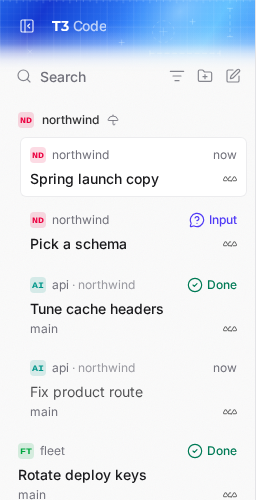 T3 Code
Search
ND northwind
ND northwind now
Spring launch copy
ND northwind Input
Pick a schema
AI api · northwind Done
Tune cache headers
main
AI api · northwind now
Fix product route
main
FT fleet Done
Rotate deploy keys
main